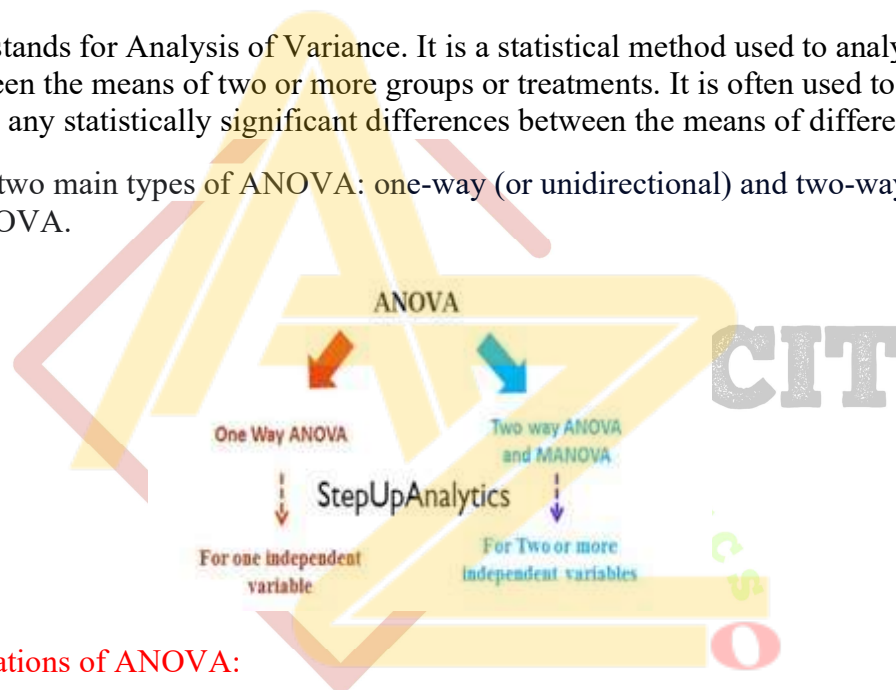 stands for Analysis of Variance. It is a statistical method used to analy
een the means of two or more groups or treatments. It is often used to
any statistically significant differences between the means of differe
two main types of ANOVA: one-way (or unidirectional) and two-way
OVA.
ANOVA
CIT
One Way ANOVA
Two way ANOVA
and MANOVA
StepUpAnalytics
For one independent
variable
For Two or more
independent variables
cs
O
ations of ANOVA: